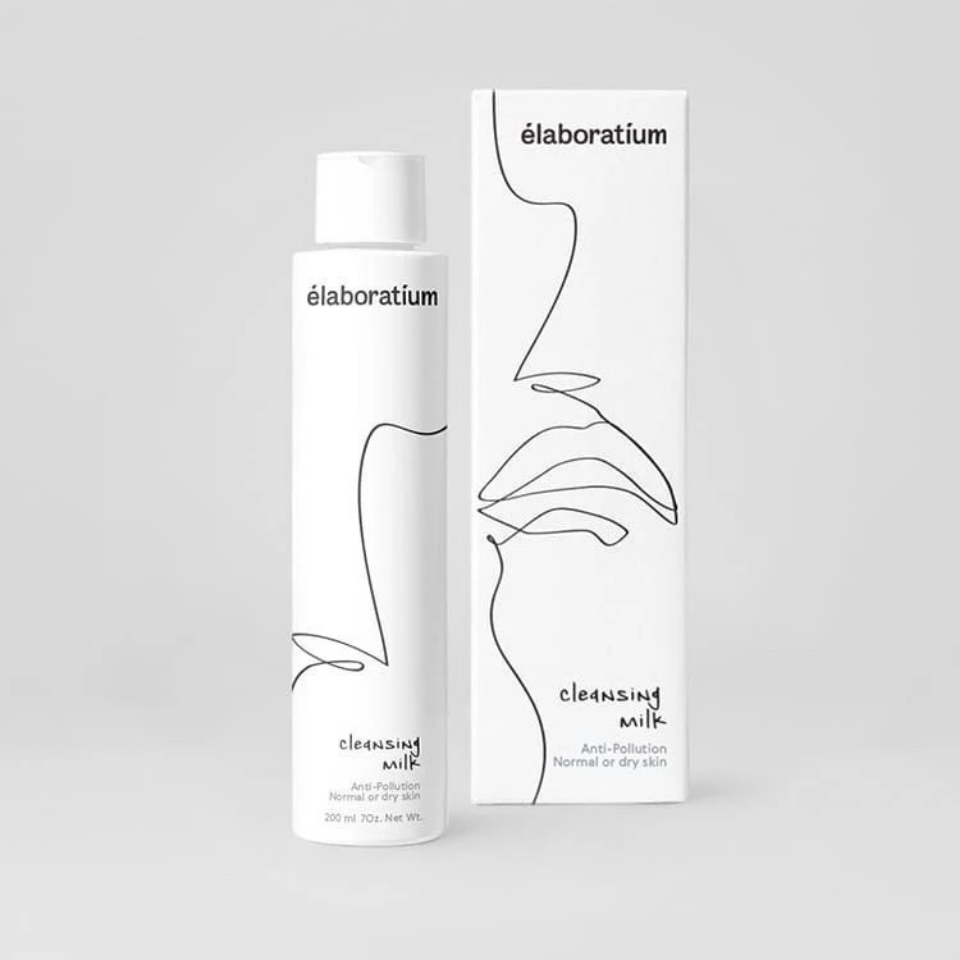 élaboratíum
cleansing
milk
Anti-Pollution
Normal or dry skin
200 ml 7Oz. Net Wt.
élaboratíum
cleansing
milk
Anti-Pollution
Normal or dry skin